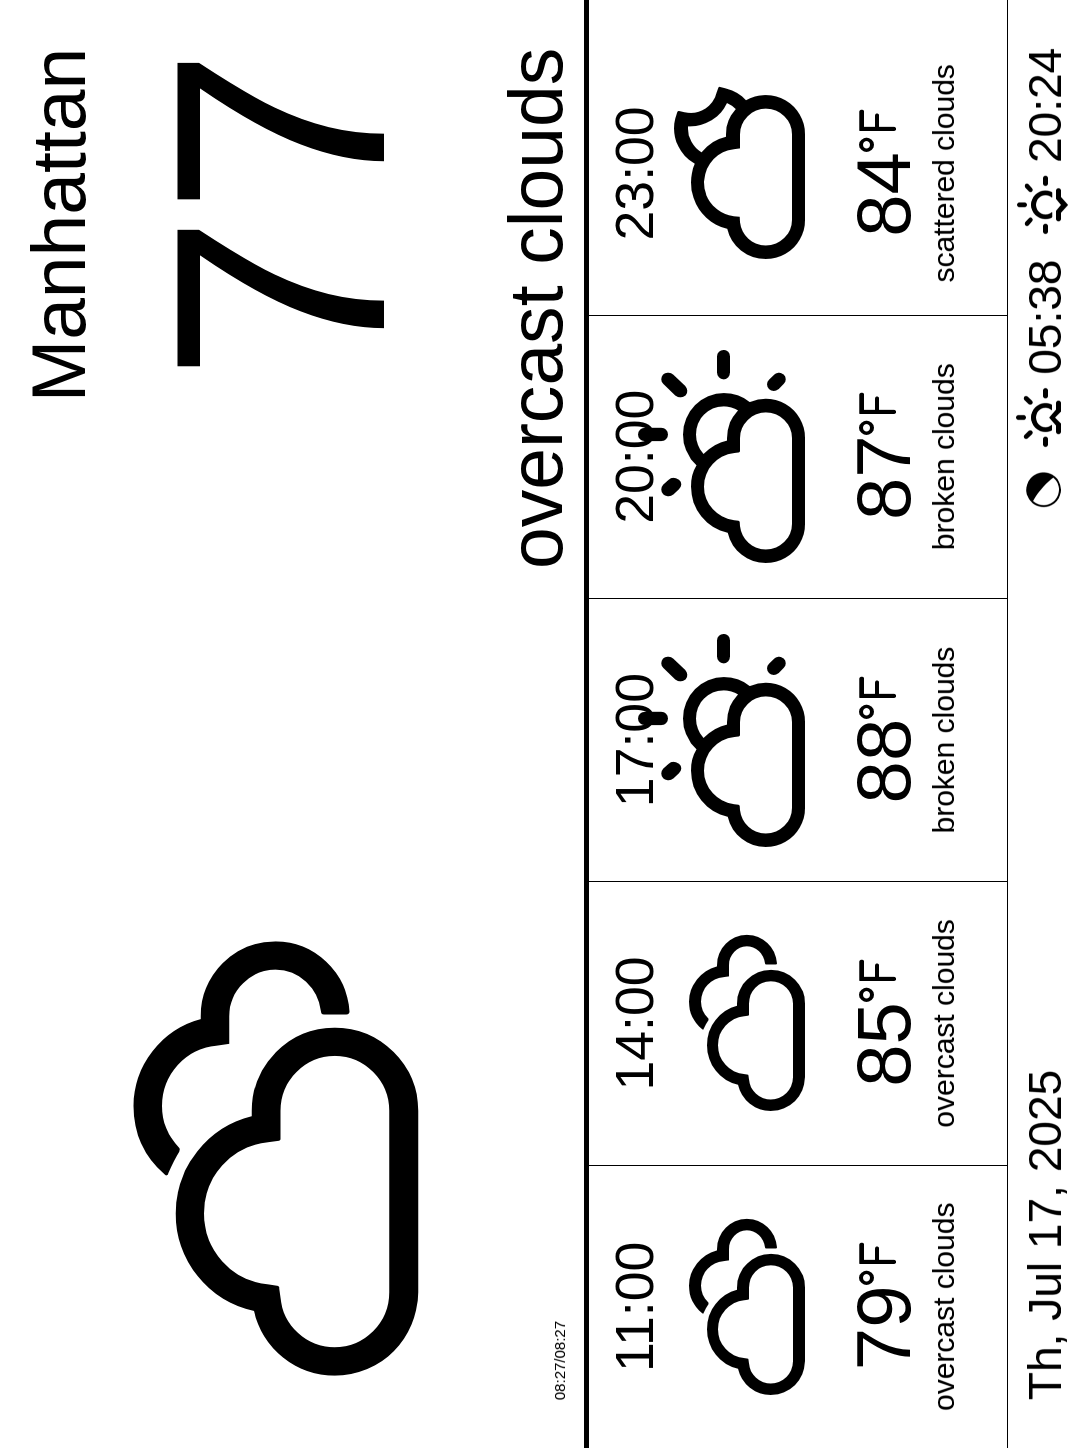 Manhattan
77
overcast clouds
08:27/08:27
11:00
79°F
overcast clouds
14:00
85°F
overcast clouds
17:00
88°F
broken clouds
20:00
87°F
broken clouds
23:00
84°F
scattered clouds
Th, Jul 17, 2025
05:38
20:24